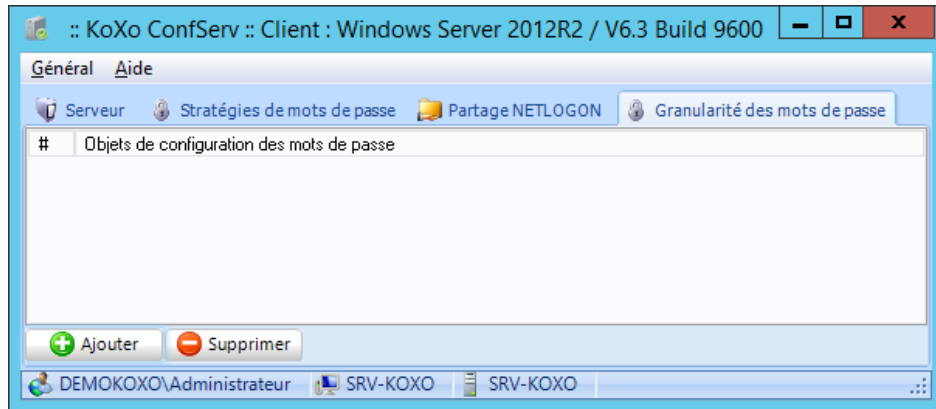 :: KoXo ConfServ :: Client : Windows Server 2012R2 / V6.3 Build 9600
Général Aide
Serveur Stratégies de mots de passe Partage NETLOGON Granularité des mots de passe
# Objets de configuration des mots de passe
Ajouter Supprimer
DEMOKOXO\Administrateur SRV-KOXO SRV-KOXO